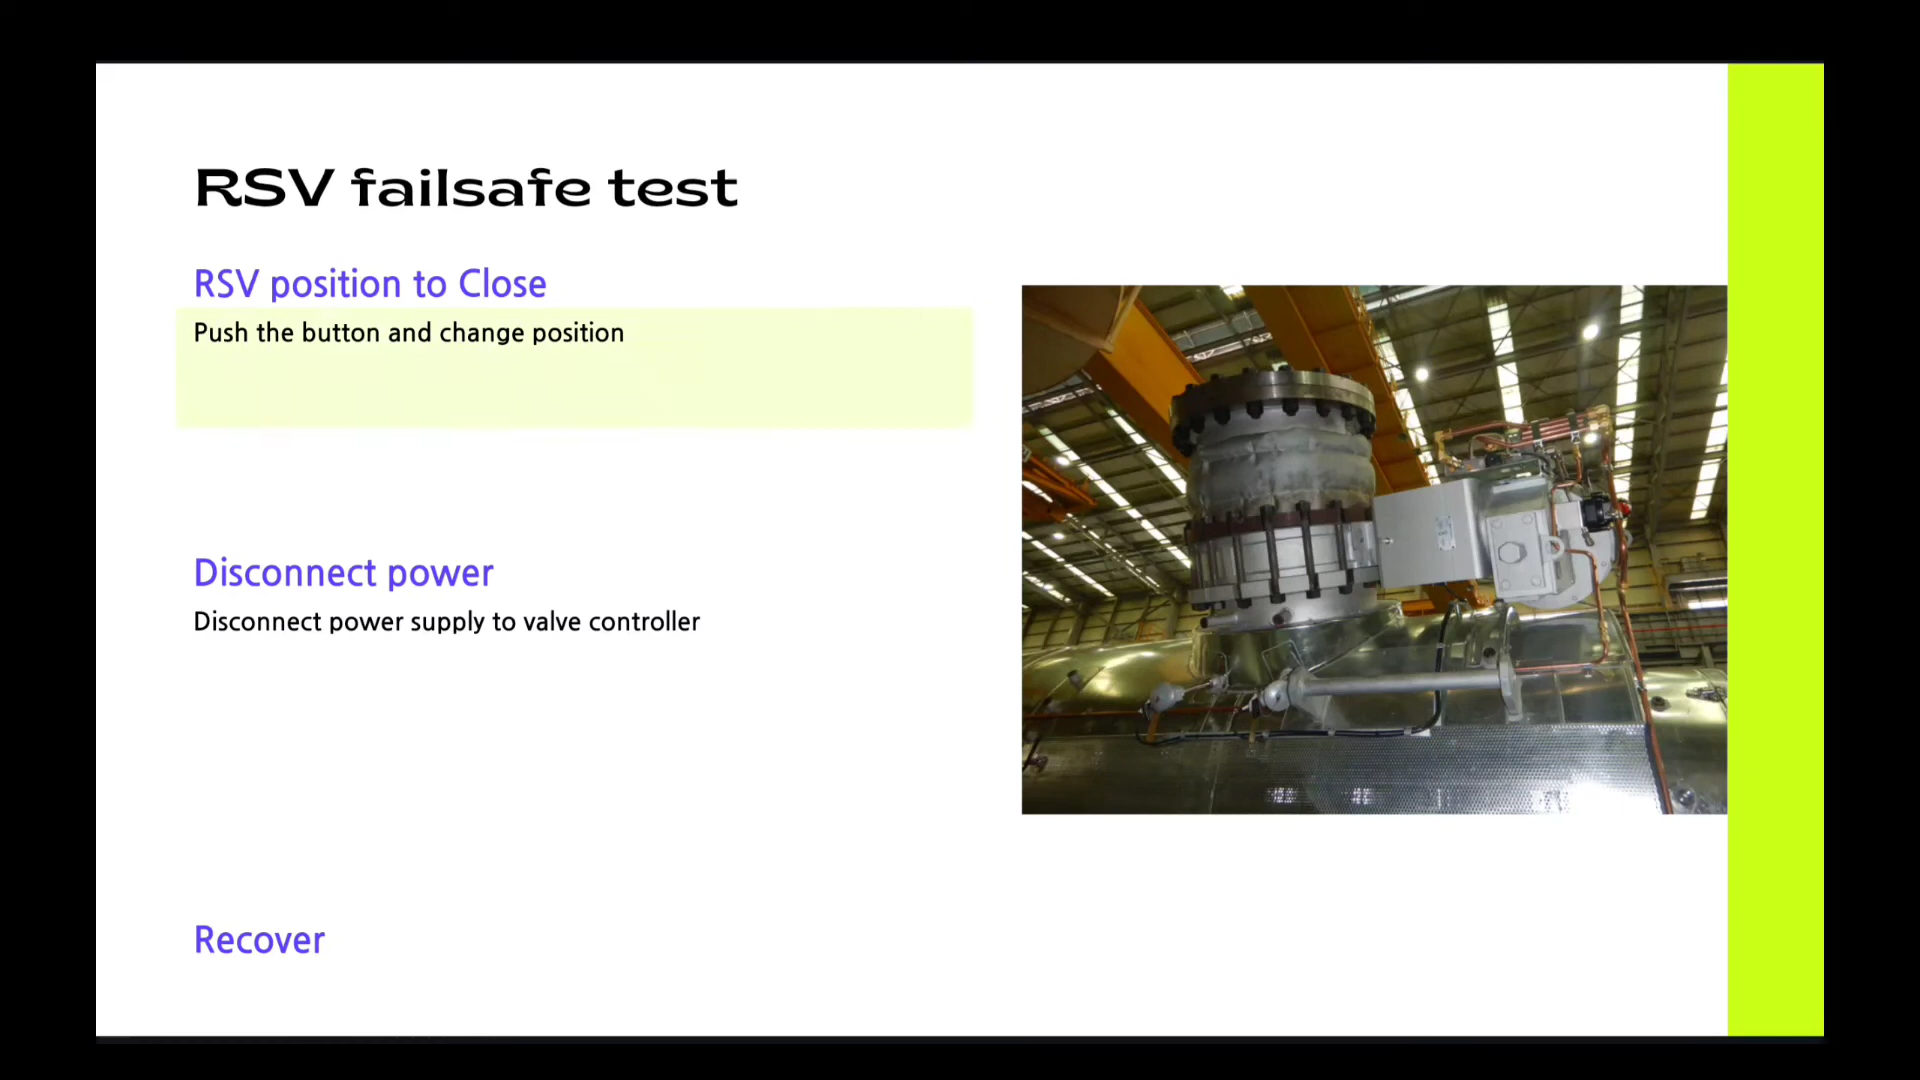 RSV failsafe test
RSV position to Close
Push the button and change position
Disconnect power
Disconnect power supply to valve controller
Recover